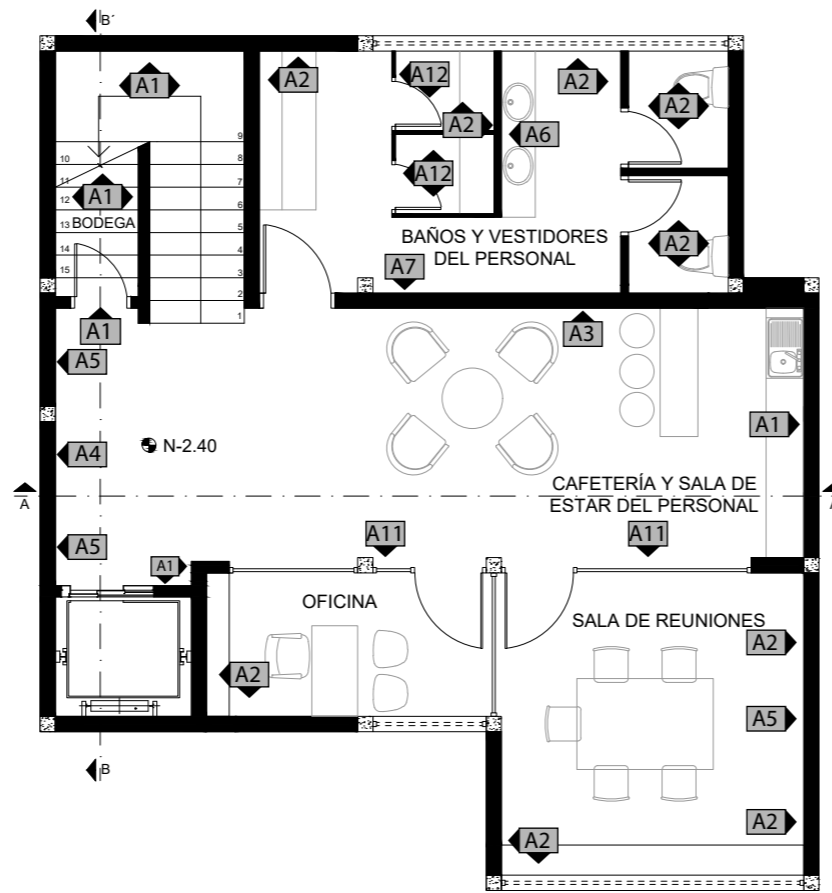 B´
A1
A2
A12
A2
A2
A2
A6
A12
9
10
8
11
7
12
6
13
5
14
4
15
3
2
1
A1
BODEGA
BAÑOS Y VESTIDORES
DEL PERSONAL
A2
A7
A1
A3
A5
A1
A4
N-2.40
CAFETERÍA Y SALA DE
ESTAR DEL PERSONAL
A
A
A5
A1
A11
A11
OFICINA
SALA DE REUNIONES
A2
A2
A5
A2
A2
B